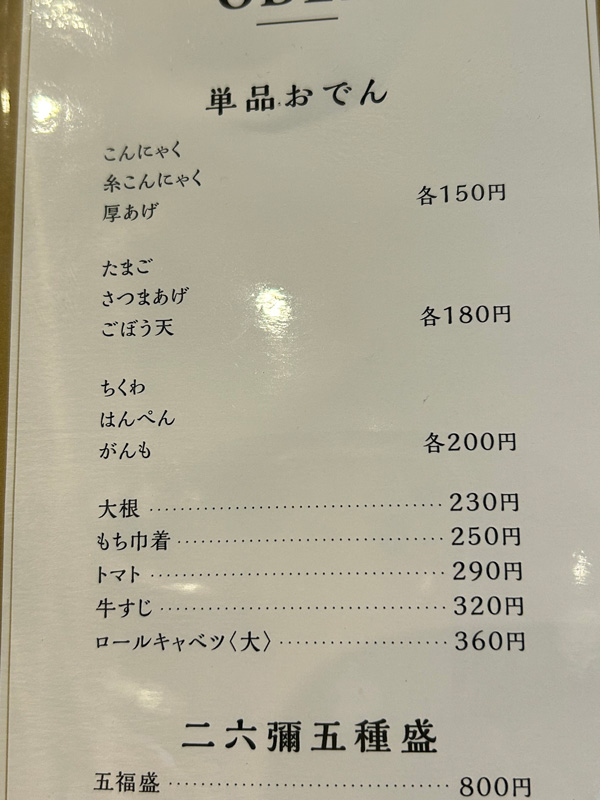 単品おでん
こんにゃく
糸こんにゃく
厚あげ
各150円
たまご
さつまあげ
ごぼう天
各180円
ちくわ
はんぺん
がんも
各200円
大根 230円
もち巾着 250円
トマト 290円
牛すじ 320円
ロールキャベツ〈大〉 360円
二六彌五種盛
五福盛 800円